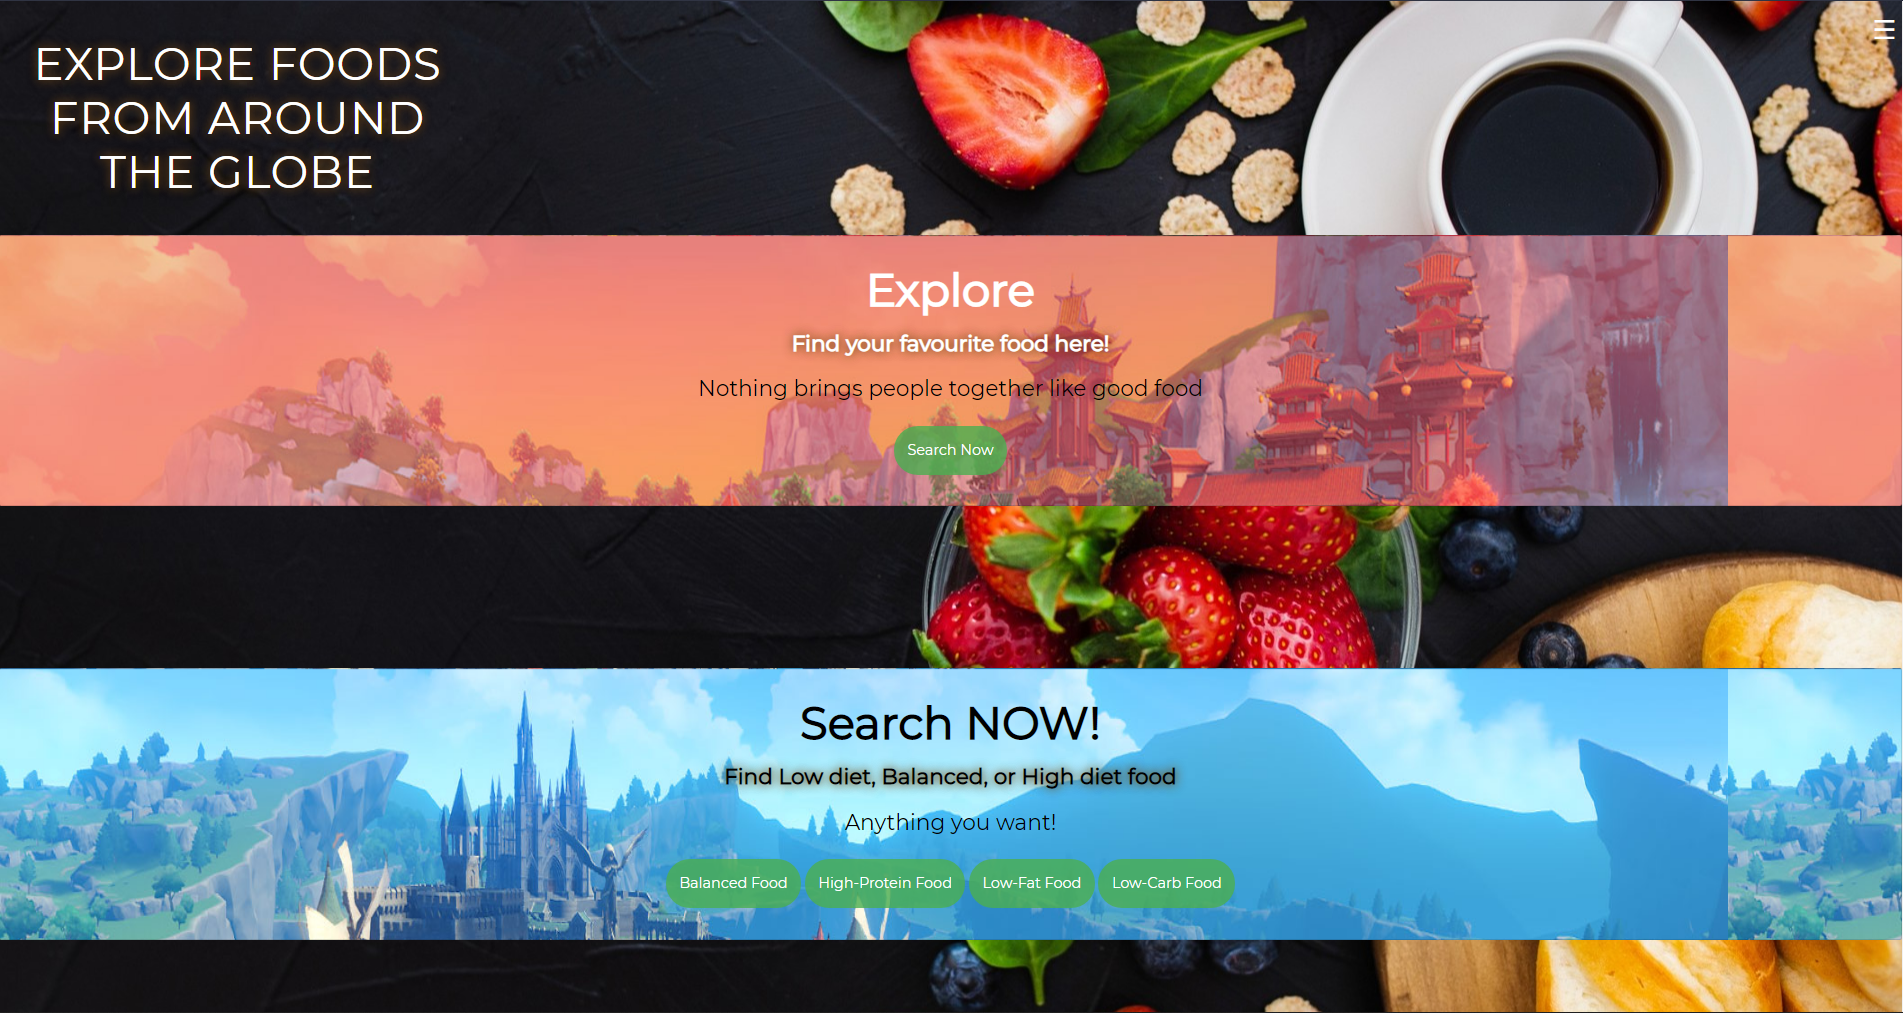 EXPLORE FOODS
FROM AROUND
THE GLOBE
Explore
Find your favourite food here!
Nothing brings people together like good food
Search Now
Search NOW!
Find Low diet, Balanced, or High diet food
Anything you want!
Balanced Food
High-Protein Food
Low-Fat Food
Low-Carb Food